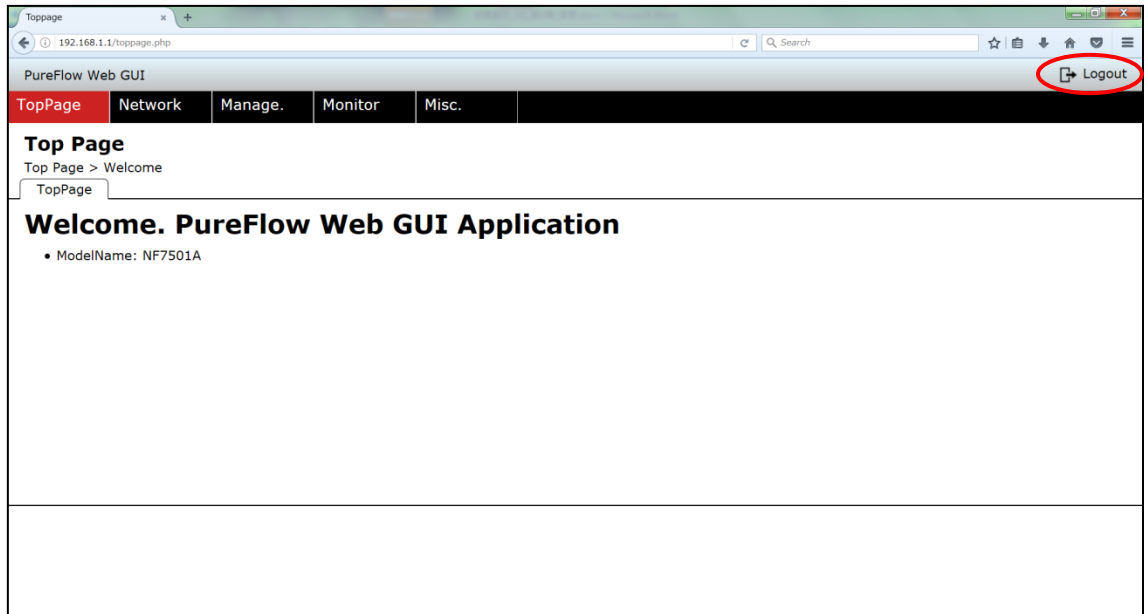 Toppage
192.168.1.1/toppage.php
Search
PureFlow Web GUI
Logout
TopPage Network Manage. Monitor Misc.
Top Page
Top Page > Welcome
TopPage
Welcome. PureFlow Web GUI Application
• ModelName: NF7501A